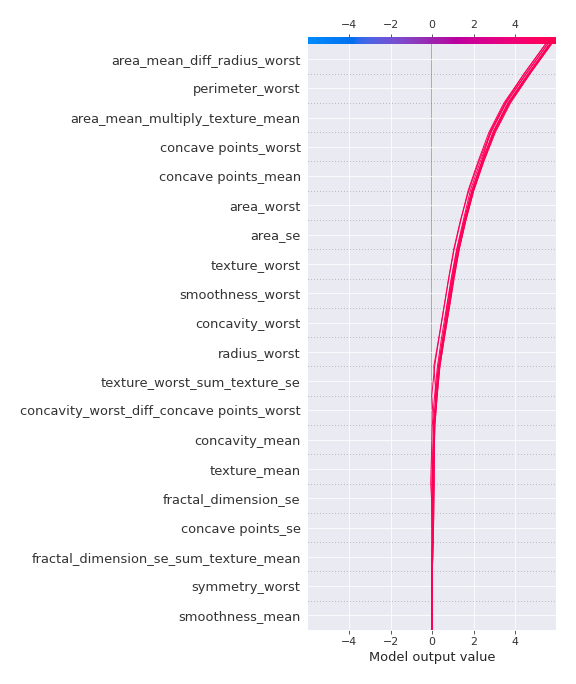 −4 −2 0 2 4
area_mean_diff_radius_worst
perimeter_worst
area_mean_multiply_texture_mean
concave points_worst
concave points_mean
area_worst
area_se
texture_worst
smoothness_worst
concavity_worst
radius_worst
texture_worst_sum_texture_se
concavity_worst_diff_concave points_worst
concavity_mean
texture_mean
fractal_dimension_se
concave points_se
fractal_dimension_se_sum_texture_mean
symmetry_worst
smoothness_mean
−4 −2 0 2 4
Model output value